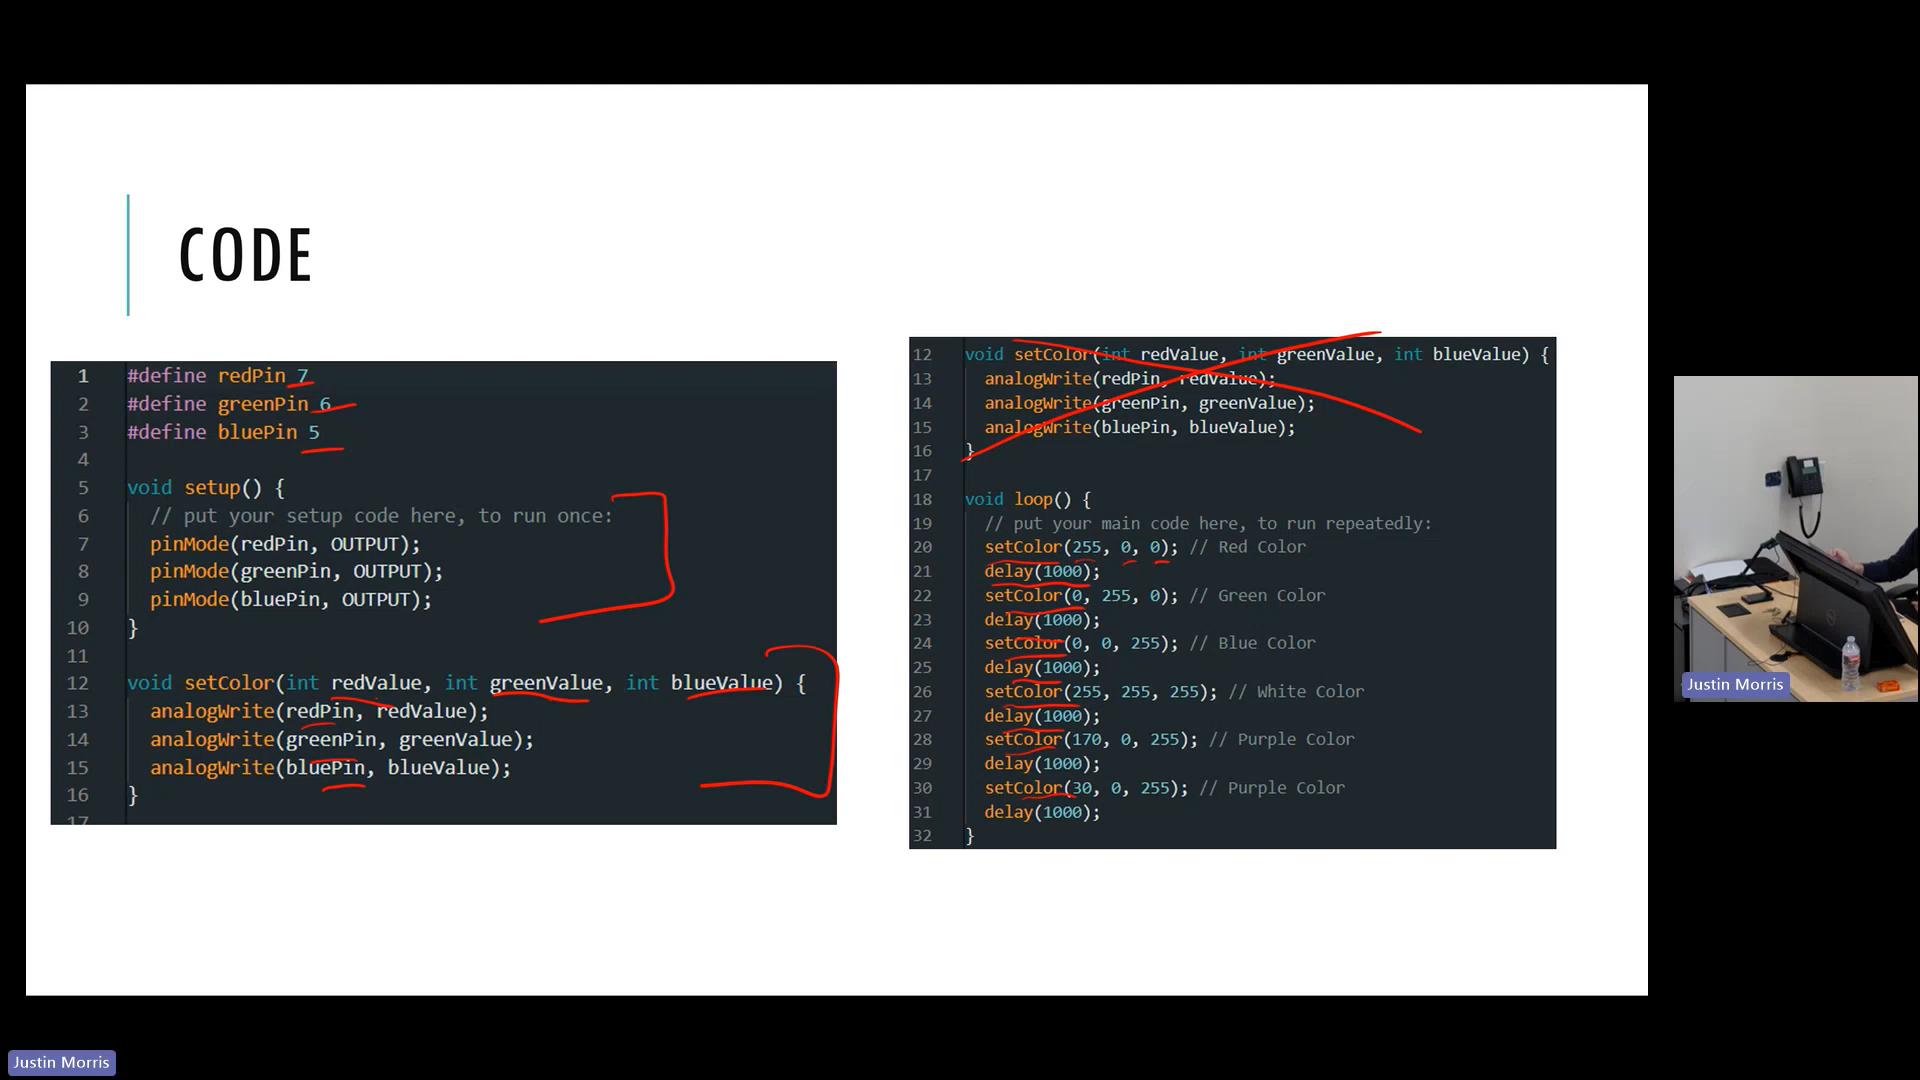 CODE
1 #define redPin 7
2 #define greenPin 6
3 #define bluePin 5
4
5 void setup() {
6 // put your setup code here, to run once:
7 pinMode(redPin, OUTPUT);
8 pinMode(greenPin, OUTPUT);
9 pinMode(bluePin, OUTPUT);
10 }
11
12 void setColor(int redValue, int greenValue, int blueValue) {
13 analogWrite(redPin, redValue);
14 analogWrite(greenPin, greenValue);
15 analogWrite(bluePin, blueValue);
16 }
17
12 void setColor(int redValue, int greenValue, int blueValue) {
13 analogWrite(redPin, redValue);
14 analogWrite(greenPin, greenValue);
15 analogWrite(bluePin, blueValue);
16 }
17
18 void loop() {
19 // put your main code here, to run repeatedly:
20 setColor(255, 0, 0); // Red Color
21 delay(1000);
22 setColor(0, 255, 0); // Green Color
23 delay(1000);
24 setColor(0, 0, 255); // Blue Color
25 delay(1000);
26 setColor(255, 255, 255); // White Color
27 delay(1000);
28 setColor(170, 0, 255); // Purple Color
29 delay(1000);
30 setColor(30, 0, 255); // Purple Color
31 delay(1000);
32 }
Justin Morris
Justin Morris